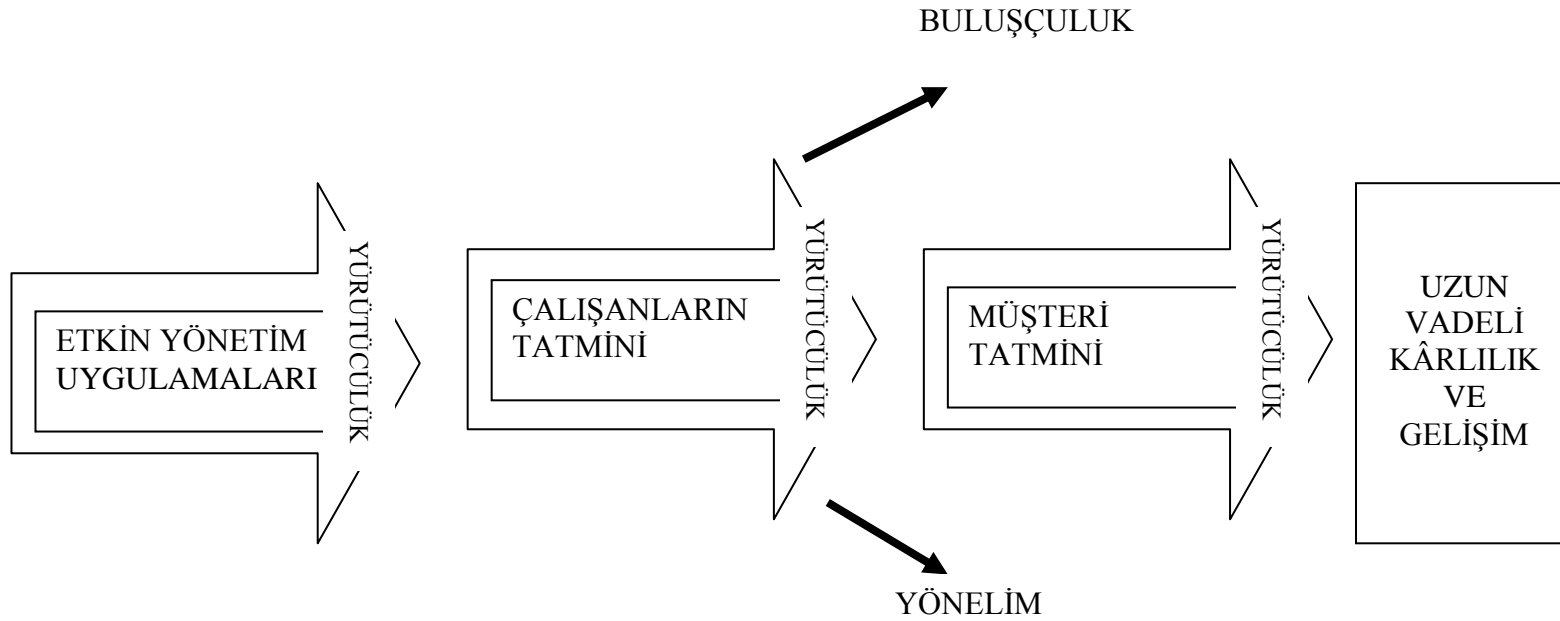 BULUŞÇULUK
ETKİN YÖNETİM
UYGULAMALARI
YÜRÜTÜCÜLÜK
ÇALIŞANLARIN
TATMİNİ
YÜRÜTÜCÜLÜK
MÜŞTERİ
TATMİNİ
YÜRÜTÜCÜLÜK
UZUN
VADELİ
KÂRLILIK
VE
GELİŞİM
YÖNELİM